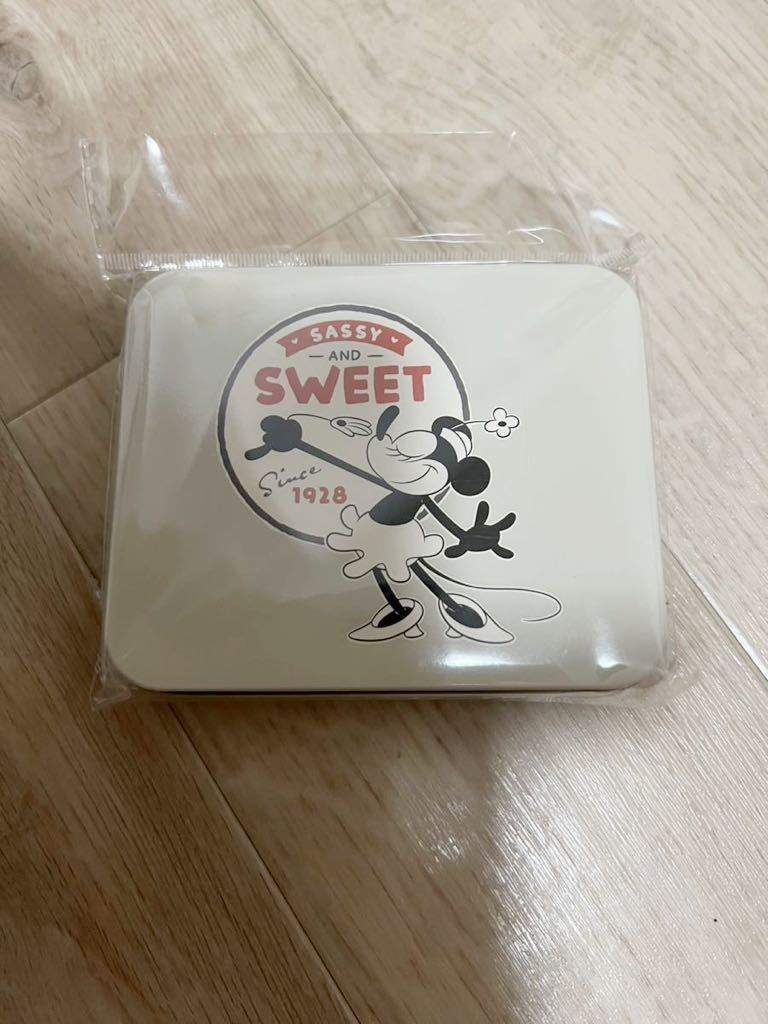 SASSY
AND
SWEET
Since
1928